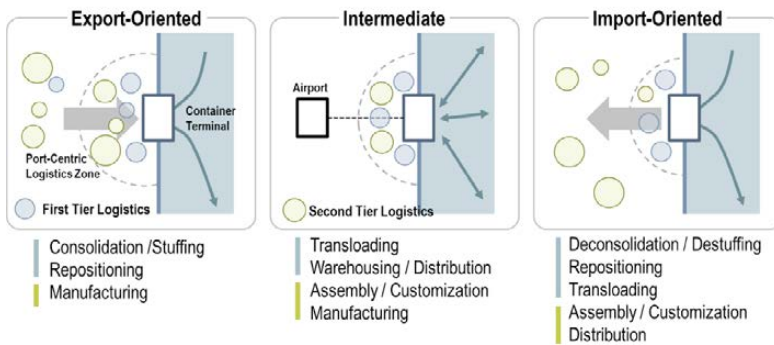 Export-Oriented
Container
Terminal
Port-Centric
Logistics Zone
First Tier Logistics
Consolidation /Stuffing
Repositioning
Manufacturing
Intermediate
Airport
Second Tier Logistics
Transloading
Warehousing / Distribution
Assembly / Customization
Manufacturing
Import-Oriented
Deconsolidation / Destuffing
Repositioning
Transloading
Assembly / Customization
Distribution